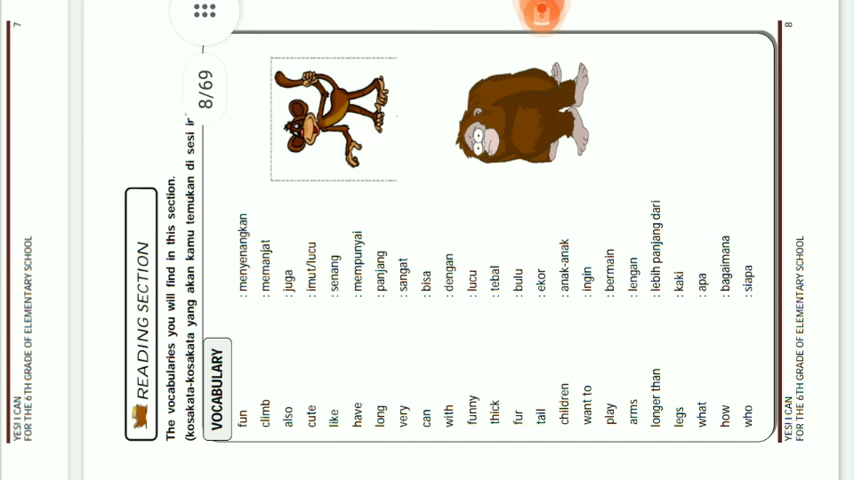 7
YES! I CAN
FOR THE 6TH GRADE OF ELEMENTARY SCHOOL
8/69
READING SECTION
The vocabularies you will find in this section.
(kosakata-kosakata yang akan kamu temukan di sesi
VOCABULARY
fun : menyenangkan
climb : memanjat
also : juga
cute : imut/lucu
like : senang
have : mempunyai
long : panjang
very : sangat
can : bisa
with : dengan
funny : lucu
thick : tebal
fur : bulu
tail : ekor
children : anak-anak
want to : ingin
play : bermain
arms : lengan
longer than : lebih panjang dari
legs : kaki
what : apa
how : bagaimana
who : siapa
YES! I CAN
FOR THE 6TH GRADE OF ELEMENTARY SCHOOL
8